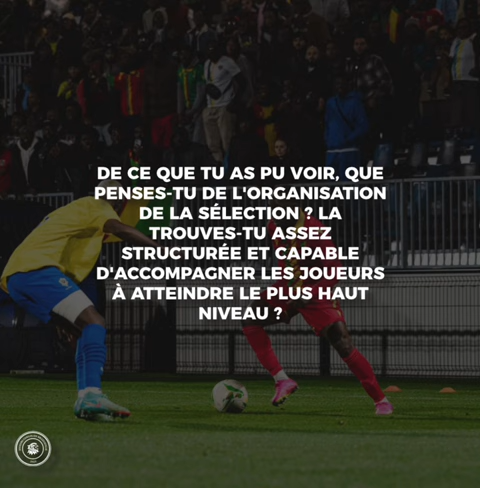 DE CE QUE TU AS PU VOIR, QUE
PENSES-TU DE L'ORGANISATION
DE LA SÉLECTION ? LA
TROUVES-TU ASSEZ
STRUCTURÉE ET CAPABLE
D'ACCOMPAGNER LES JOUEURS
À ATTEINDRE LE PLUS HAUT
NIVEAU ?